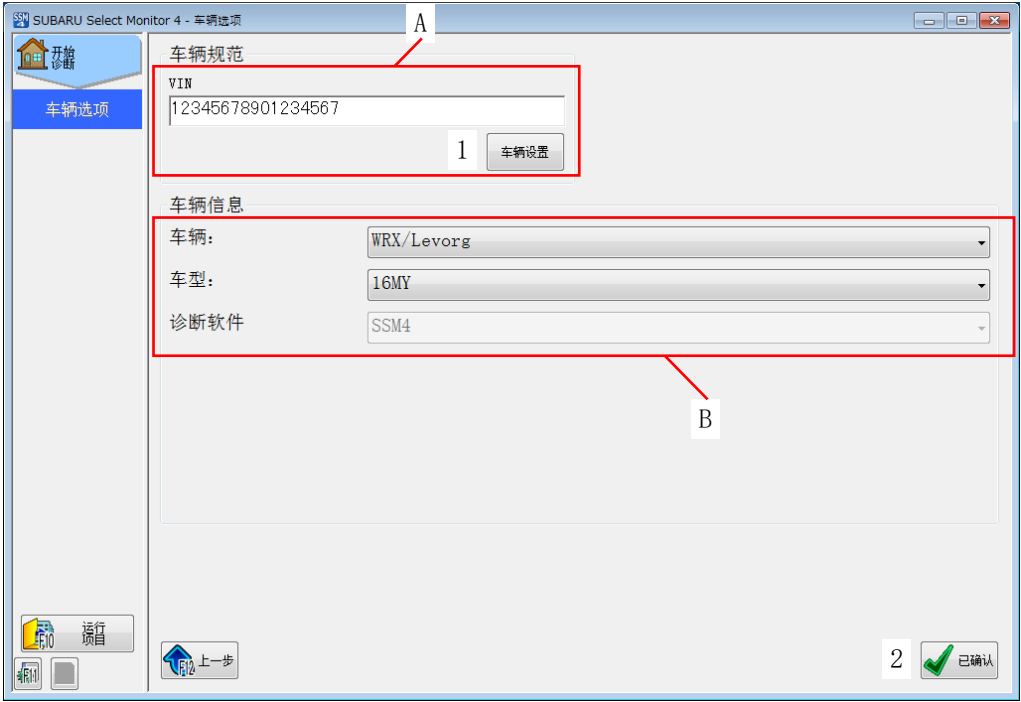 SUBARU Select Monitor 4 - 车辆选项
A
开始
诊断
车辆选项
车辆规范
VIN
12345678901234567
1
车辆设置
车辆信息
车辆:
WRX/Levorg
车型:
16MY
诊断软件
SSM4
B
F10
运行
项目
F11
F12
上一步
2
已确认